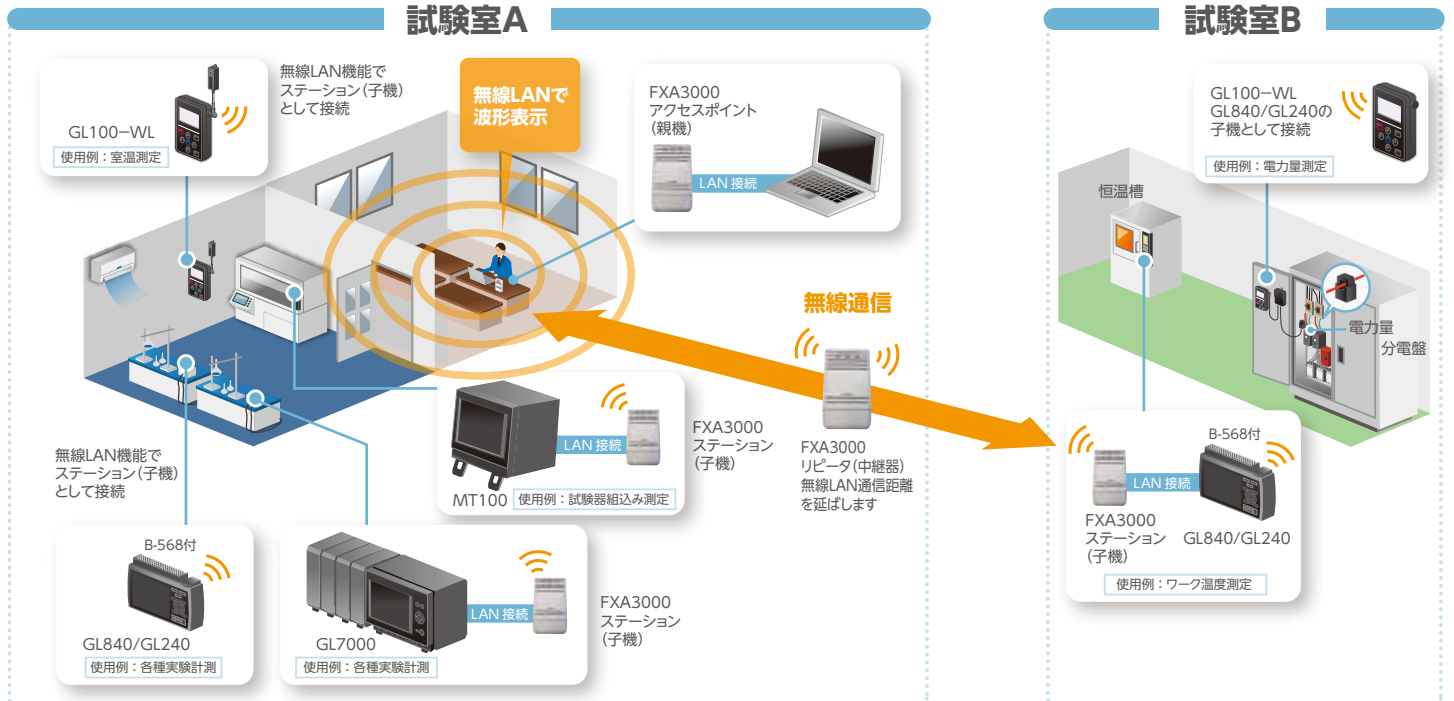 試験室A
GL100−WL
使用例：室温測定
無線LAN機能で
ステーション（子機）
として接続
無線LANで
波形表示
FXA3000
アクセスポイント
（親機）
LAN 接続
無線通信
FXA3000
リピータ（中継器）
無線LAN通信距離
を延ばします
MT100
使用例：試験器組込み測定
LAN 接続
FXA3000
ステーション
（子機）
無線LAN機能で
ステーション（子機）
として接続
B-568付
GL840/GL240
使用例：各種実験計測
GL7000
使用例：各種実験計測
LAN 接続
FXA3000
ステーション
（子機）
試験室B
GL100−WL
GL840/GL240の
子機として接続
使用例：電力量測定
恒温槽
電力量
分電盤
B-568付
LAN 接続
FXA3000
ステーション
（子機）
GL840/GL240
使用例：ワーク温度測定